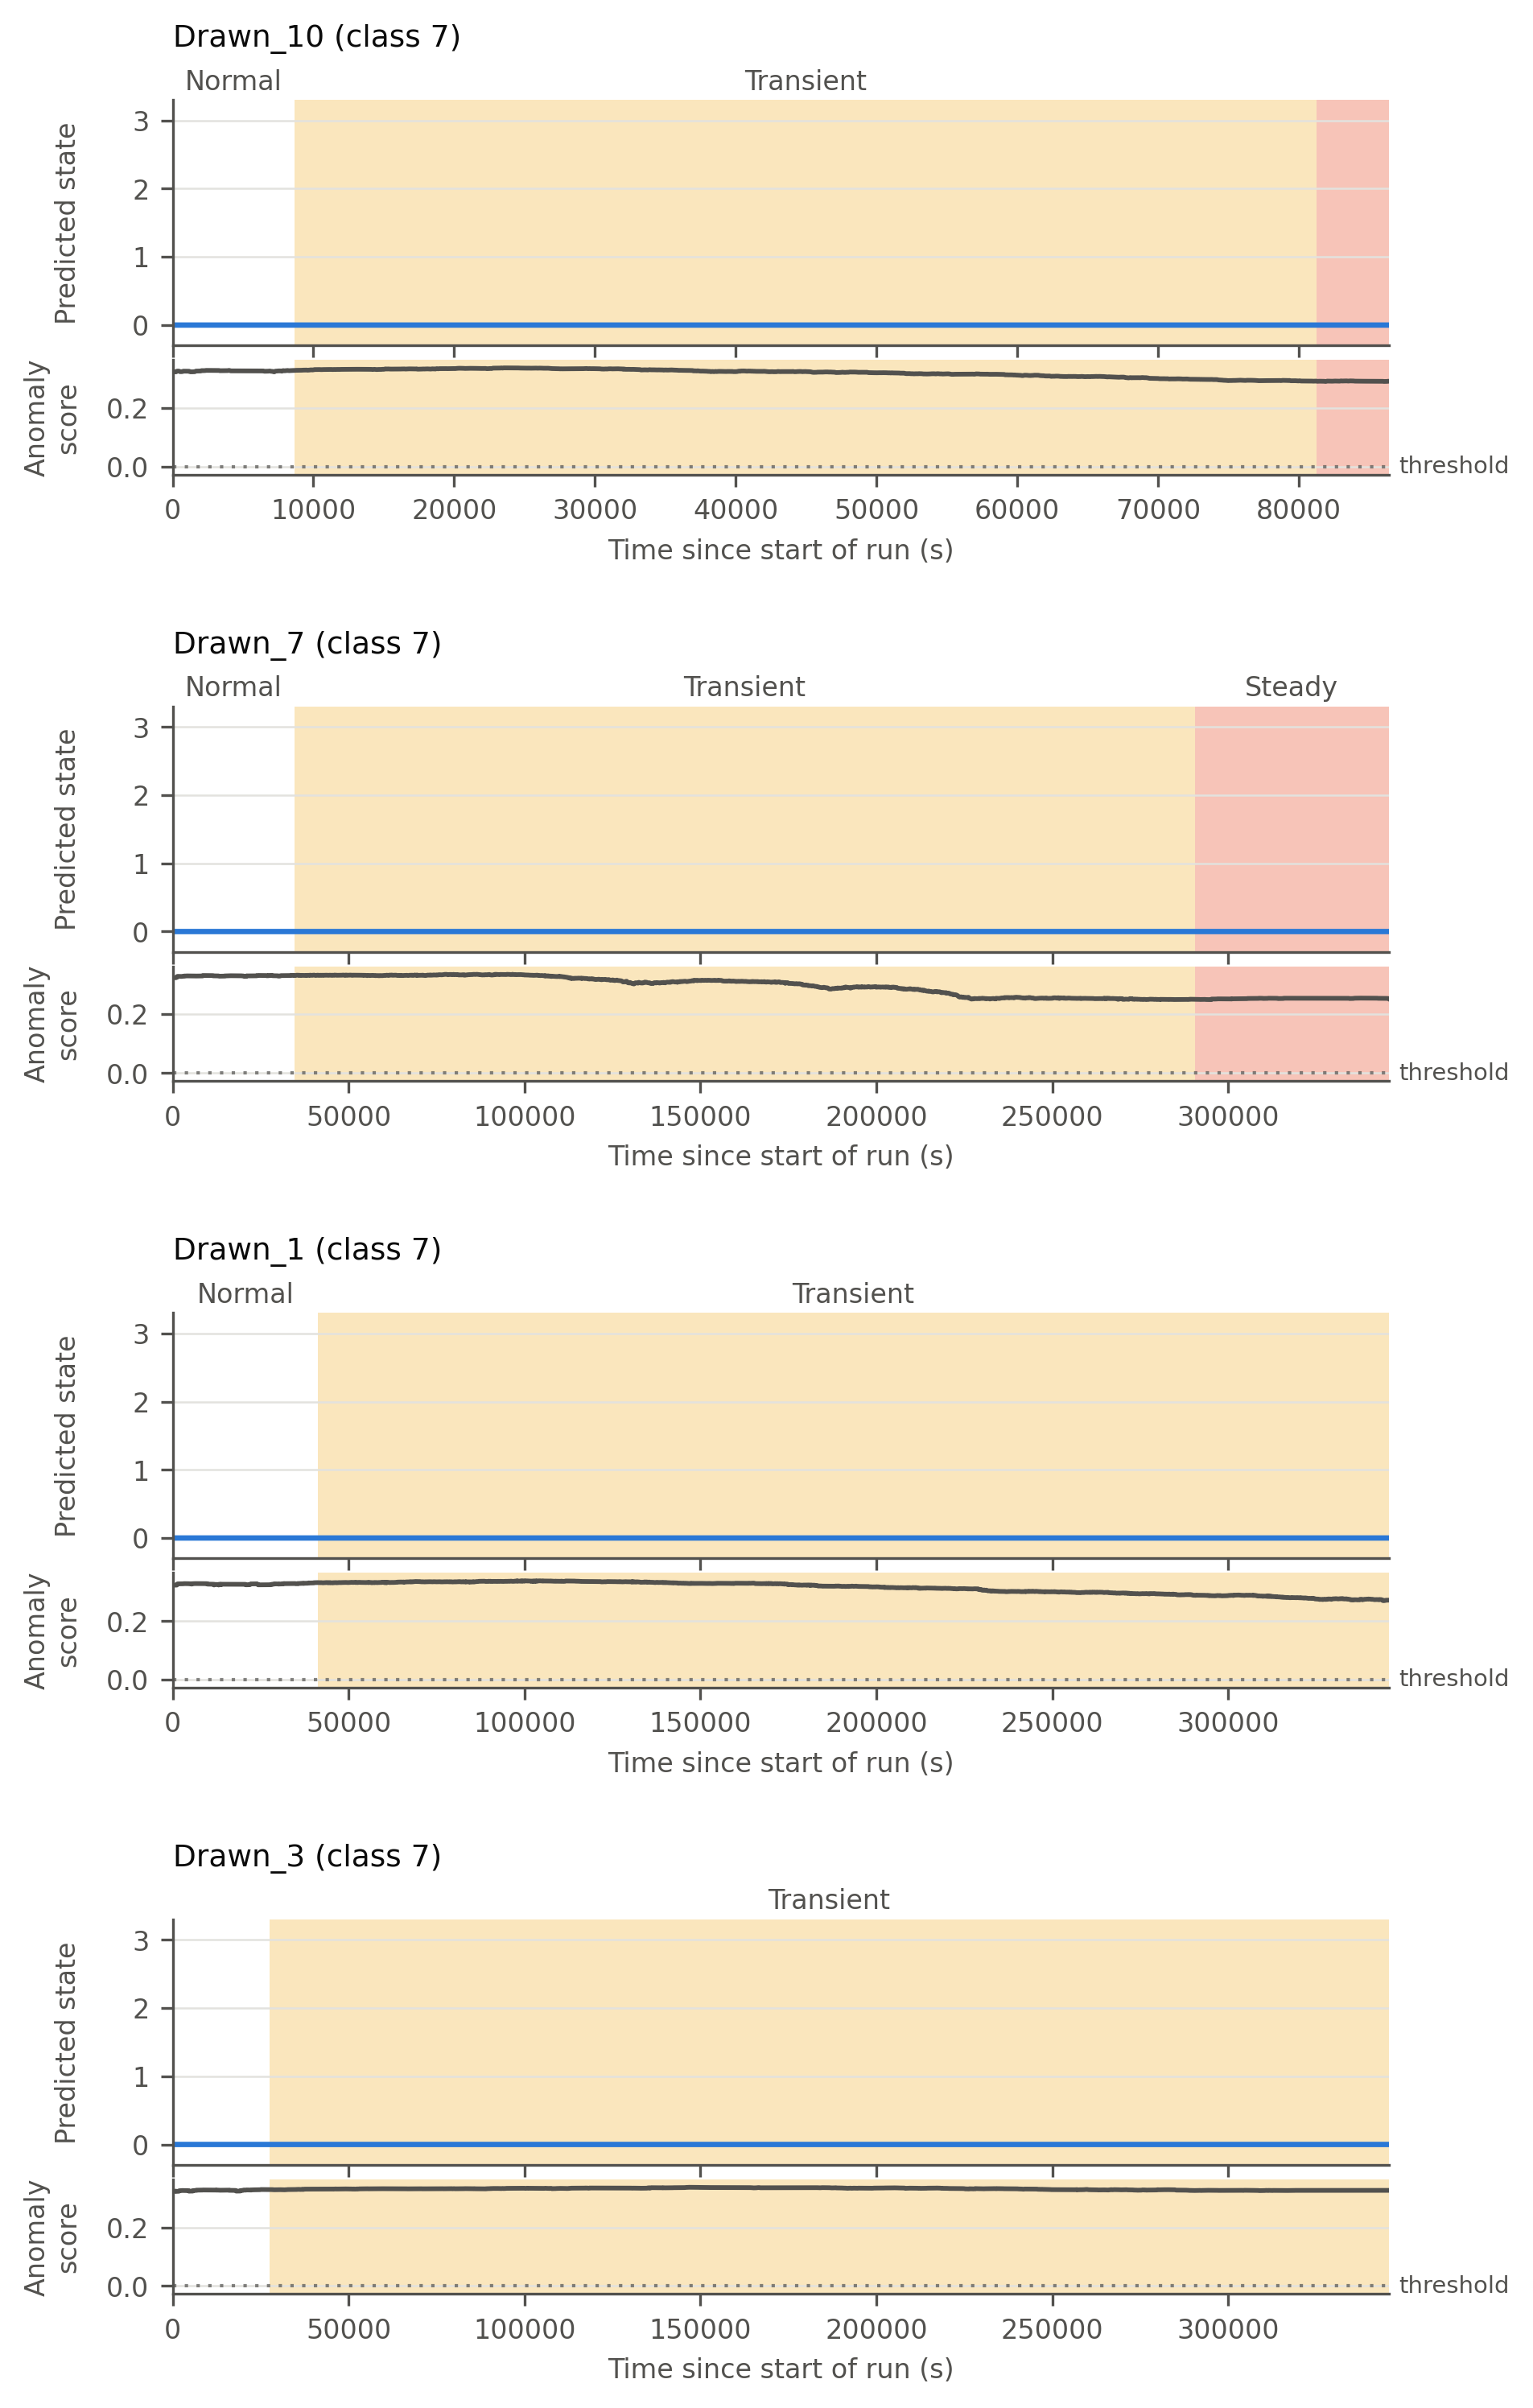 Drawn_10 (class 7)
Normal Transient
3
2
1
0
Predicted state
0.2
0.0
Anomaly
score
threshold
0 10000 20000 30000 40000 50000 60000 70000 80000
Time since start of run (s)
Drawn_7 (class 7)
Normal Transient Steady
3
2
1
0
Predicted state
0.2
0.0
Anomaly
score
threshold
0 50000 100000 150000 200000 250000 300000
Time since start of run (s)
Drawn_1 (class 7)
Normal Transient
3
2
1
0
Predicted state
0.2
0.0
Anomaly
score
threshold
0 50000 100000 150000 200000 250000 300000
Time since start of run (s)
Drawn_3 (class 7)
Transient
3
2
1
0
Predicted state
0.2
0.0
Anomaly
score
threshold
0 50000 100000 150000 200000 250000 300000
Time since start of run (s)